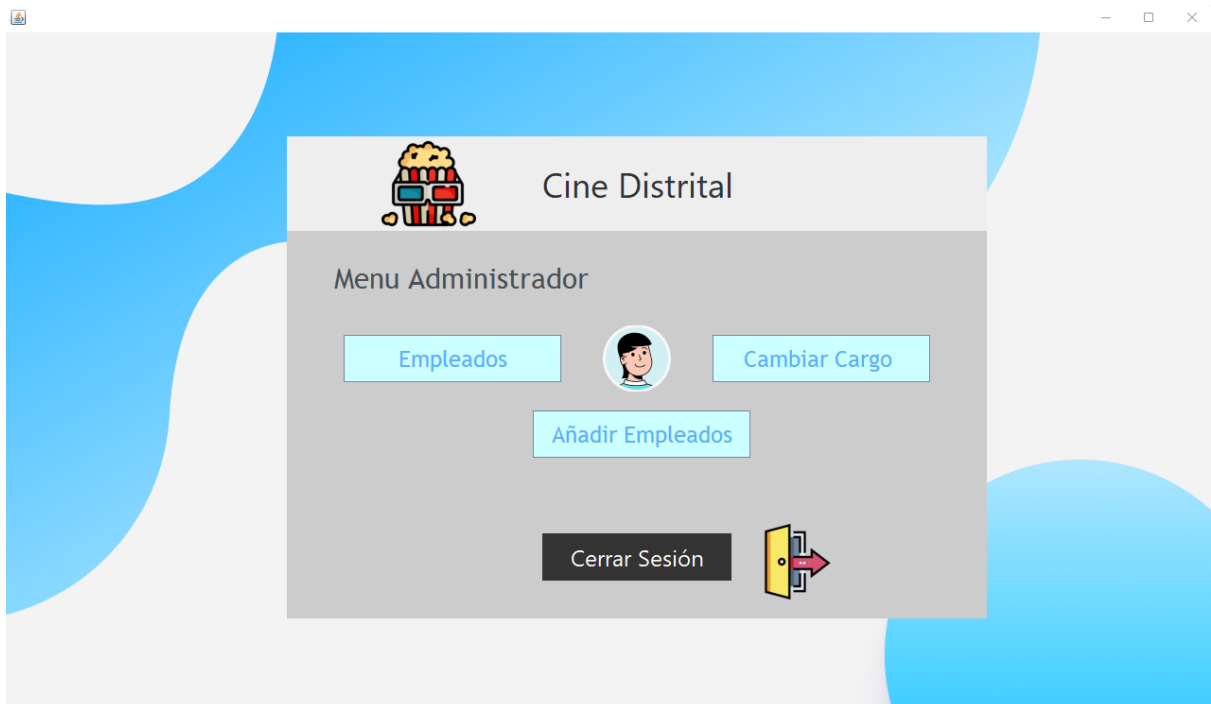 Cine Distrital
Menu Administrador
Empleados
Cambiar Cargo
Añadir Empleados
Cerrar Sesión